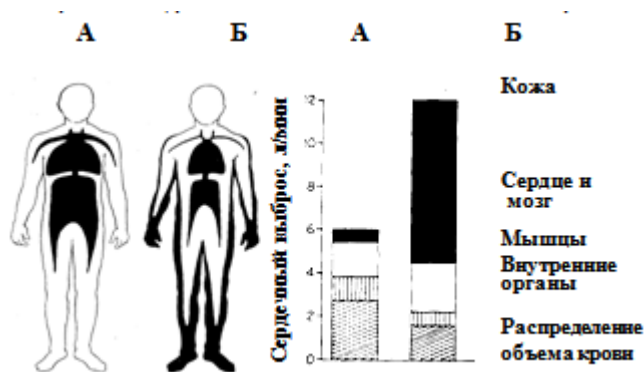 А
Б
А
Б
Сердечный выброс, л/мин
12
10
8
6
4
2
0
Кожа
Сердце и
мозг
Мышцы
Внутренние
органы
Распределение
объема крови